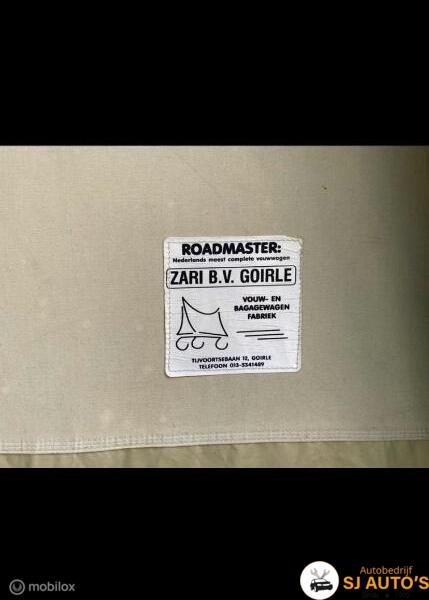 ROADMASTER:
Nederlands meest complete vouwwagen
ZARI B.V. GOIRLE
VOUW- EN
BAGAGEWAGEN
FABRIEK
TIJVOORTSEBAAN 12, GOIRLE
TELEFOON 013-5341489
mobilox
Autobedrijf
SJ AUTO'S